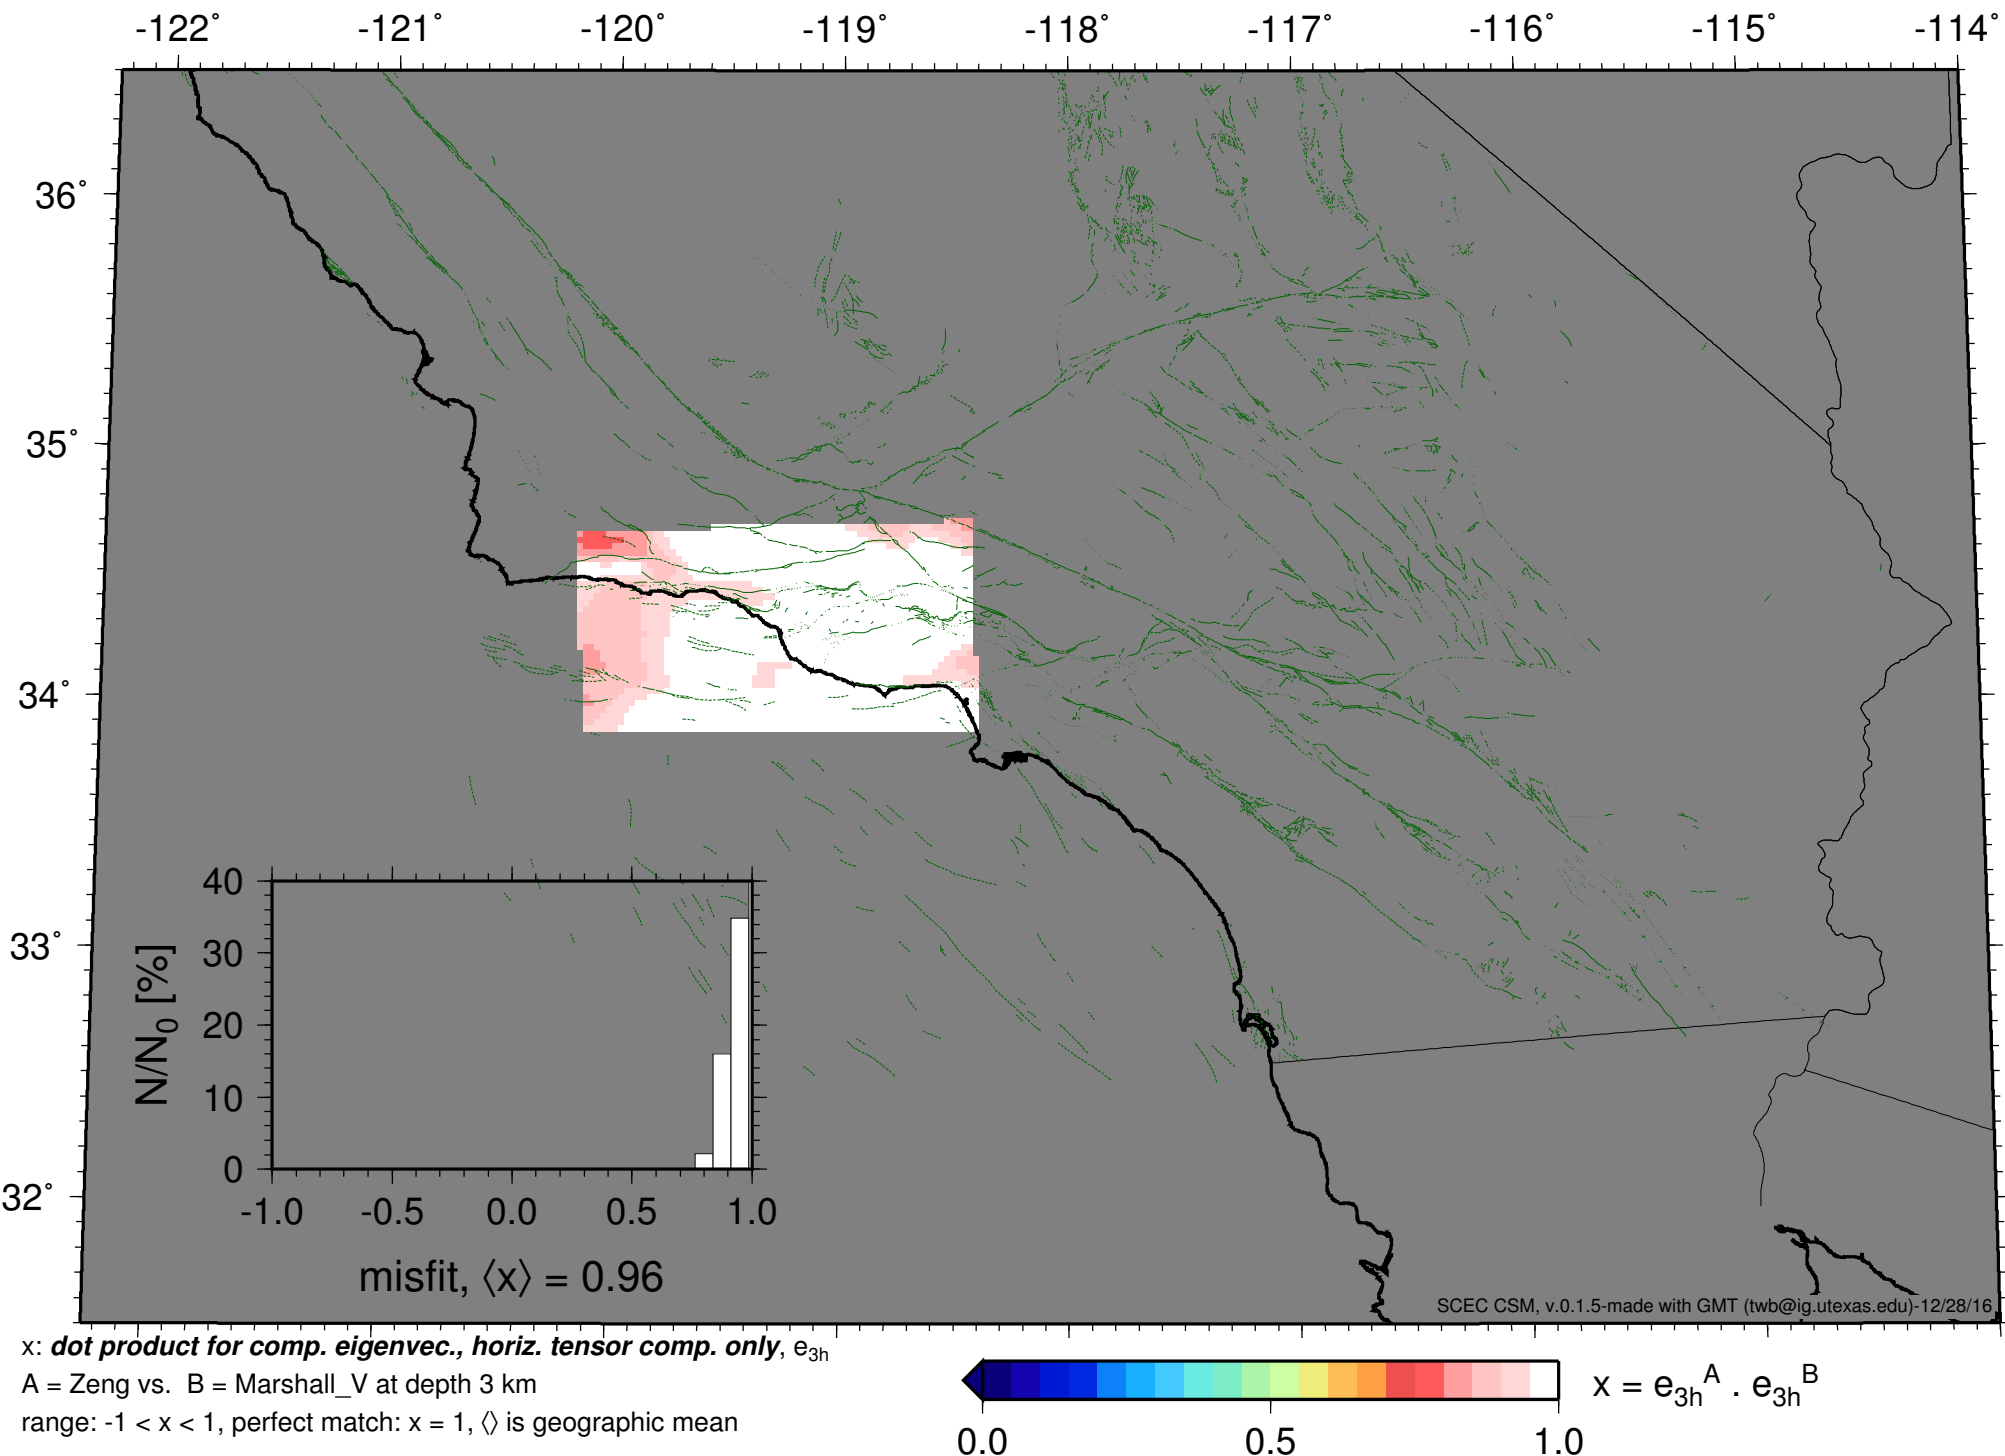 -122° -121° -120° -119° -118° -117° -116° -115° -114°
36°
35°
34°
33°
32°
40
30
20
10
0
N/N0 [%]
-1.0 -0.5 0.0 0.5 1.0
misfit, ⟨x⟩ = 0.96
SCEC CSM, v.0.1.5-made with GMT (twb@ig.utexas.edu)-12/28/16
x: dot product for comp. eigenvec., horiz. tensor comp. only, e3h
A = Zeng vs. B = Marshall_V at depth 3 km
range: -1 < x < 1, perfect match: x = 1, ⟨⟩ is geographic mean
x = e3h^A . e3h^B
0.0 0.5 1.0